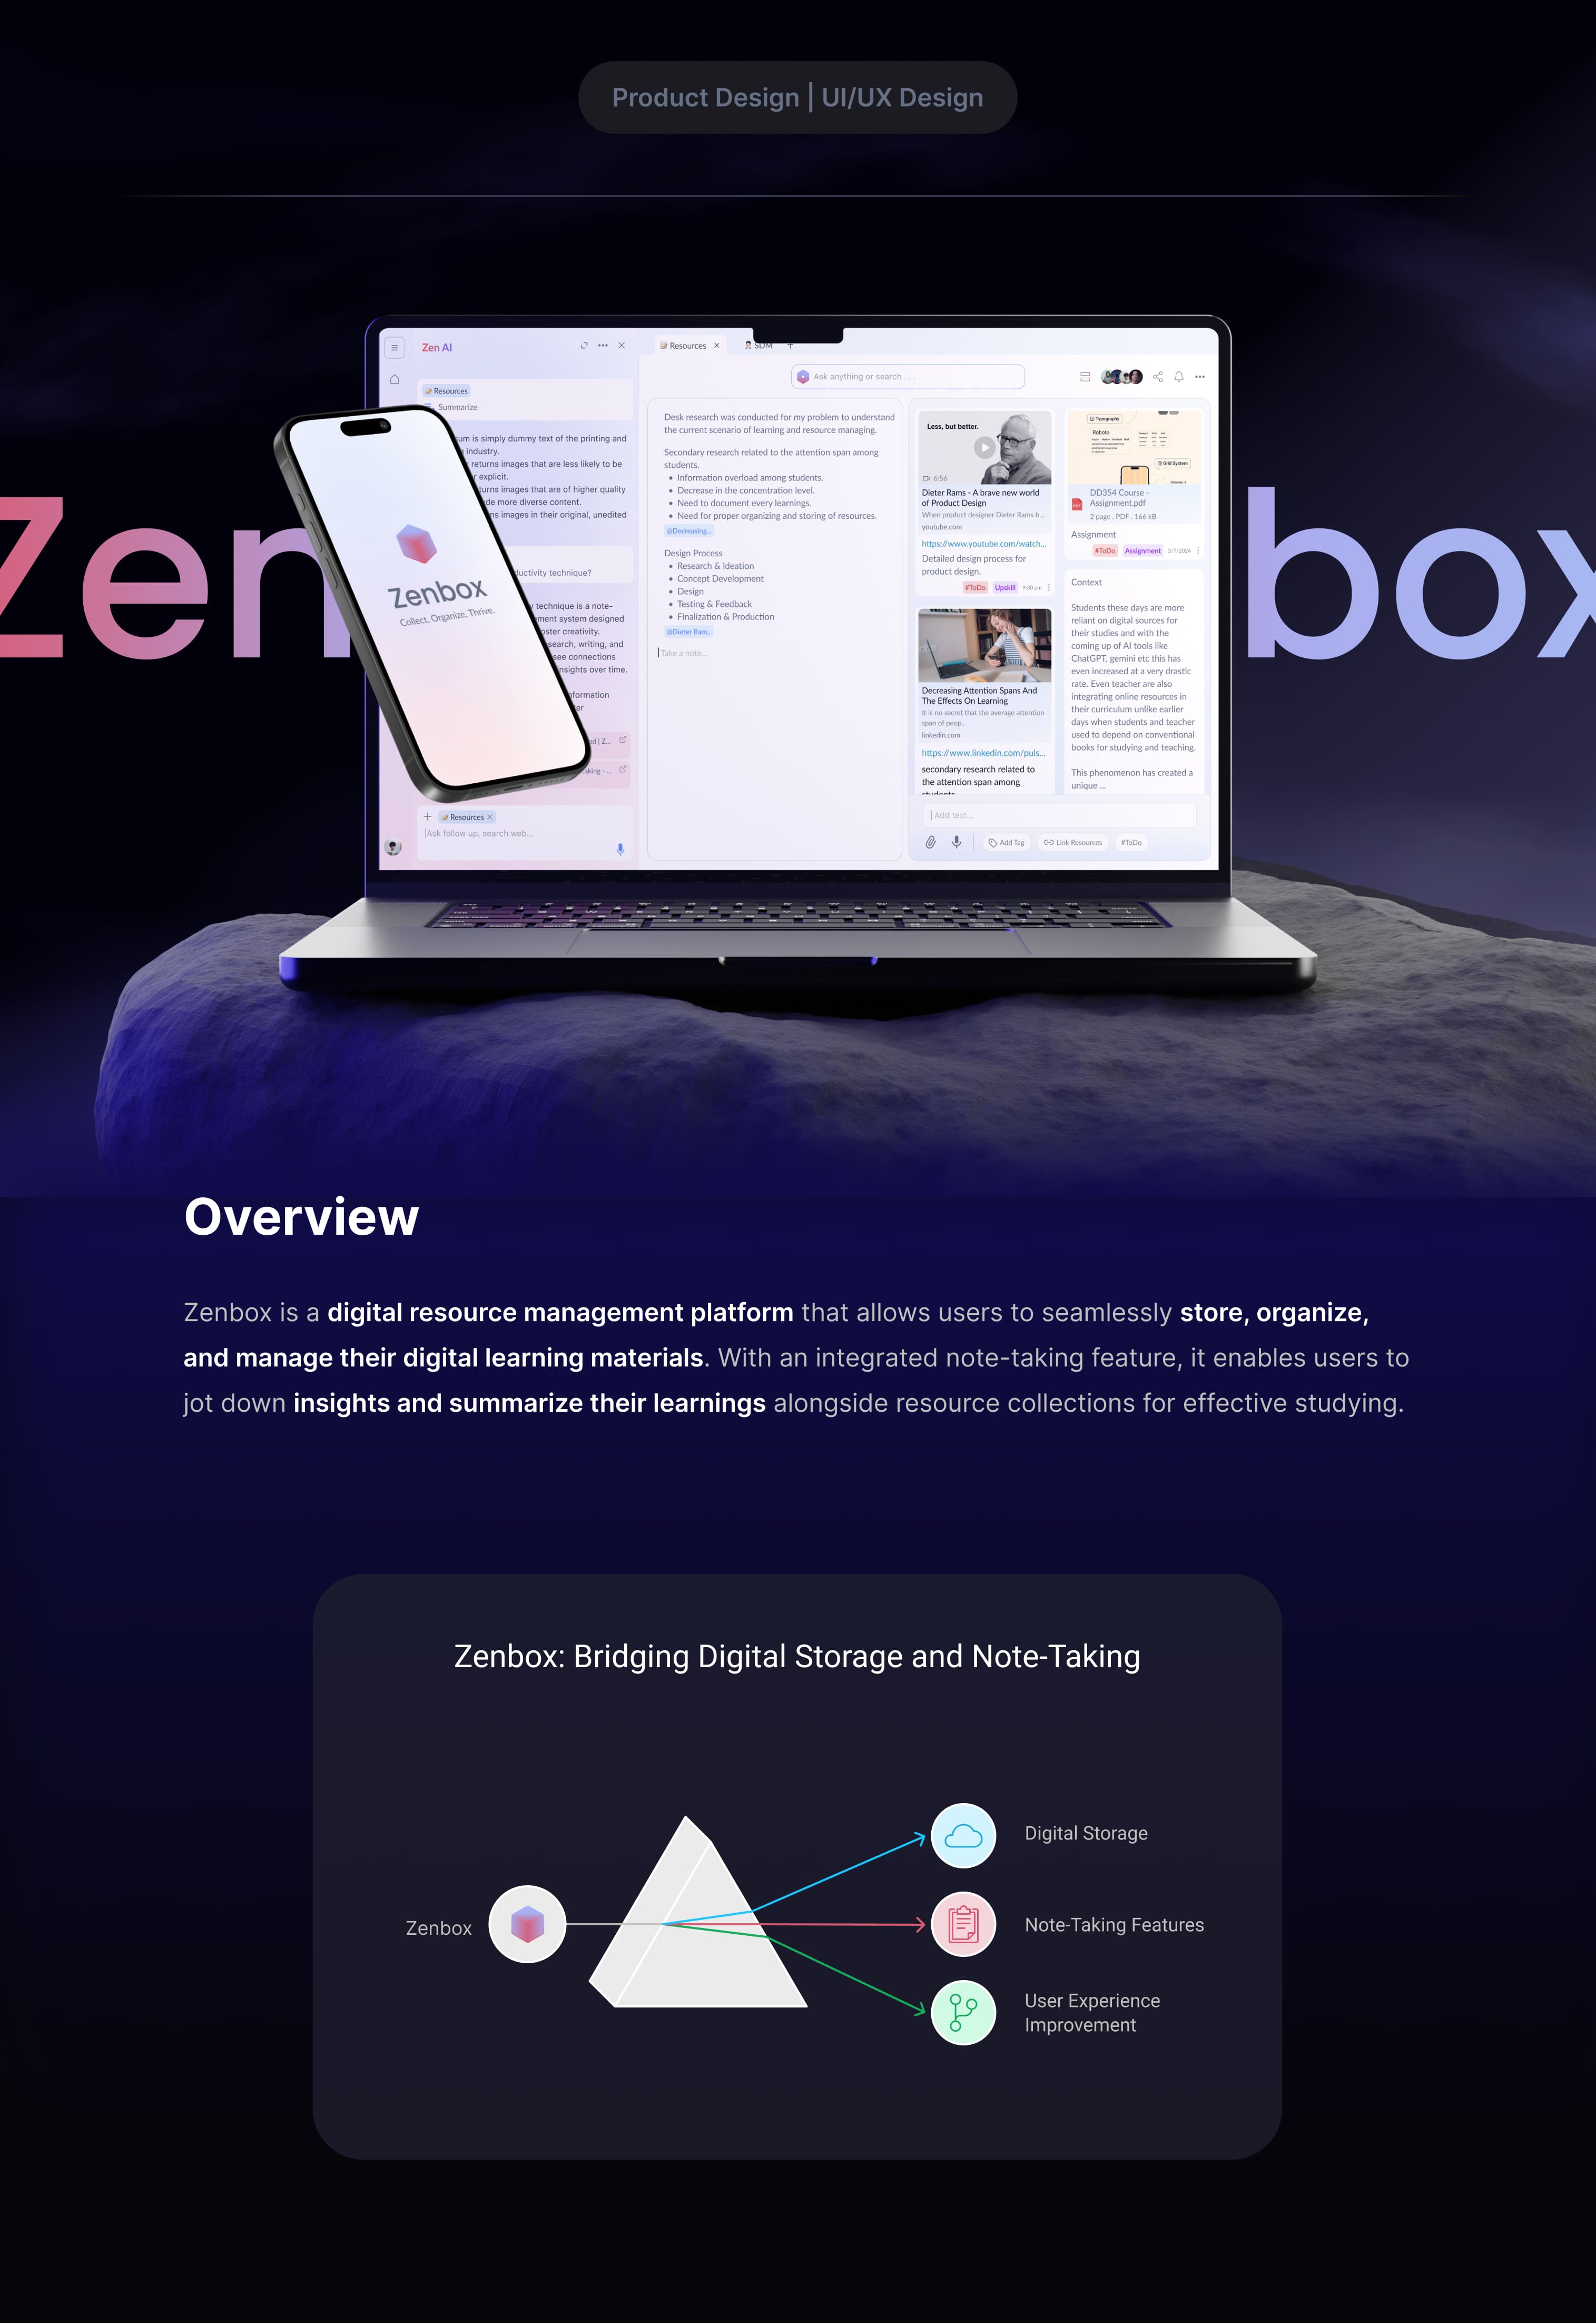 Product Design | UI/UX Design
Zen
box
Zen AI
Resources
Summarize
sum is simply dummy text of the printing and
industry.
returns images that are less likely to be
explicit.
turns images that are of higher quality
de more diverse content.
ns images in their original, unedited
ductivity technique?
technique is a note-
ement system designed
oster creativity.
search, writing, and
see connections
insights over time.
nformation
Resources
Ask follow up, search web...
Zenbox
Collect. Organize. Thrive.
Resources
SDM
Ask anything or search . . .
Desk research was conducted for my problem to understand
the current scenario of learning and resource managing.
Secondary research related to the attention span among
students.
• Information overload among students.
• Decrease in the concentration level.
• Need to document every learnings.
• Need for proper organizing and storing of resources.
@Decreasing...
Design Process
• Research & Ideation
• Concept Development
• Design
• Testing & Feedback
• Finalization & Production
@Dieter Ram..
Take a note...
Less, but better.
6:56
Dieter Rams - A brave new world
of Product Design
When product designer Dieter Rams b...
youtube.com
https://www.youtube.com/watch...
Detailed design process for
product design.
#ToDo Upskill 9:30 pm
Decreasing Attention Spans And
The Effects On Learning
It is no secret that the average attention
span of peop..
linkedin.com
https://www.linkedin.com/puls...
secondary research related to
the attention span among
students
Typography
Roboto
Grid System
DD354 Course -
Assignment.pdf
2 page . PDF . 166 kB
Assignment
#ToDo Assignment 3/7/2024
Context
Students these days are more
reliant on digital sources for
their studies and with the
coming up of AI tools like
ChatGPT, gemini etc this has
even increased at a very drastic
rate. Even teacher are also
integrating online resources in
their curriculum unlike earlier
days when students and teacher
used to depend on conventional
books for studying and teaching.
This phenomenon has created a
unique ...
Add text...
Add Tag
Link Resources
#ToDo
Overview
Zenbox is a digital resource management platform that allows users to seamlessly store, organize,
and manage their digital learning materials. With an integrated note-taking feature, it enables users to
jot down insights and summarize their learnings alongside resource collections for effective studying.
Zenbox: Bridging Digital Storage and Note-Taking
Zenbox
Digital Storage
Note-Taking Features
User Experience
Improvement